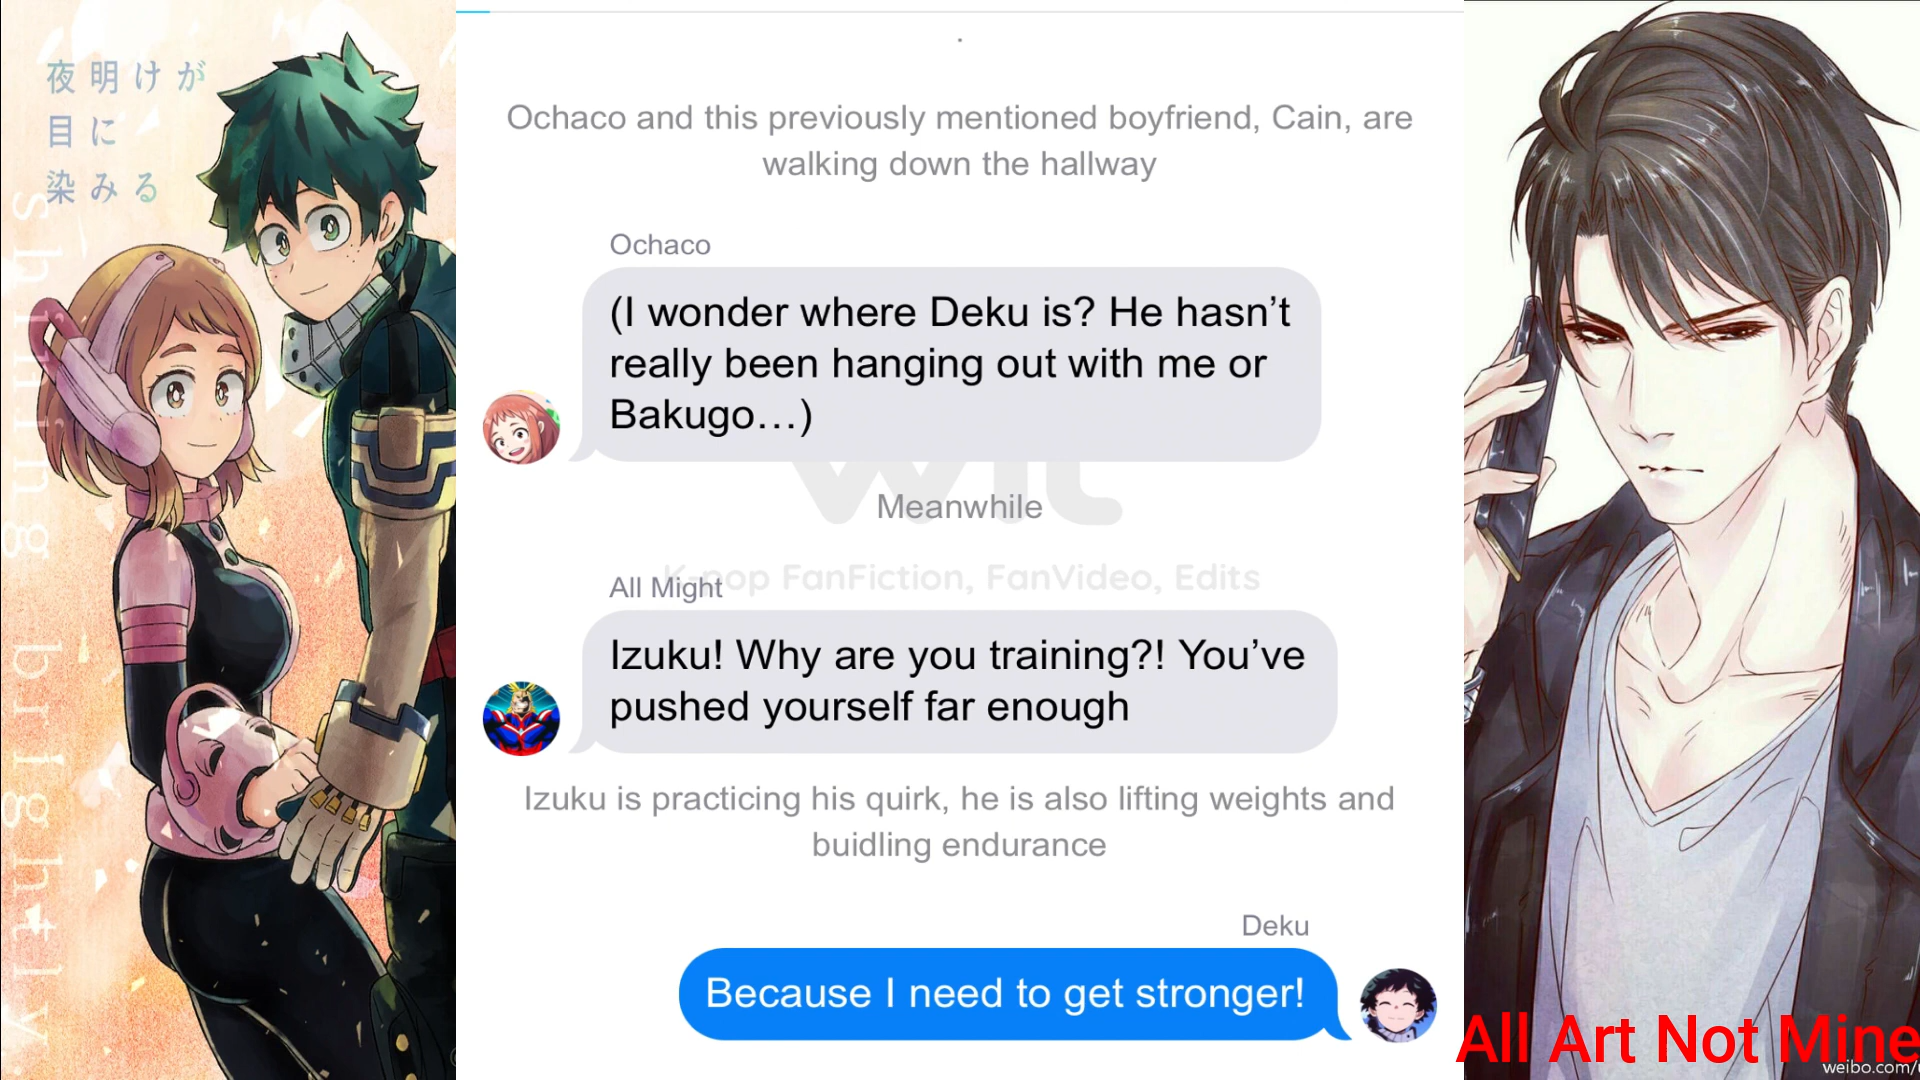 夜明けが
目に
染みる
shining brightly.
.
Ochaco and this previously mentioned boyfriend, Cain, are
walking down the hallway
Ochaco
(I wonder where Deku is? He hasn’t
really been hanging out with me or
Bakugo…)
wit
Meanwhile
K-pop FanFiction, FanVideo, Edits
All Might
Izuku! Why are you training?! You’ve
pushed yourself far enough
Izuku is practicing his quirk, he is also lifting weights and
buidling endurance
Deku
Because I need to get stronger!
All Art Not Mine
weibo.com/u